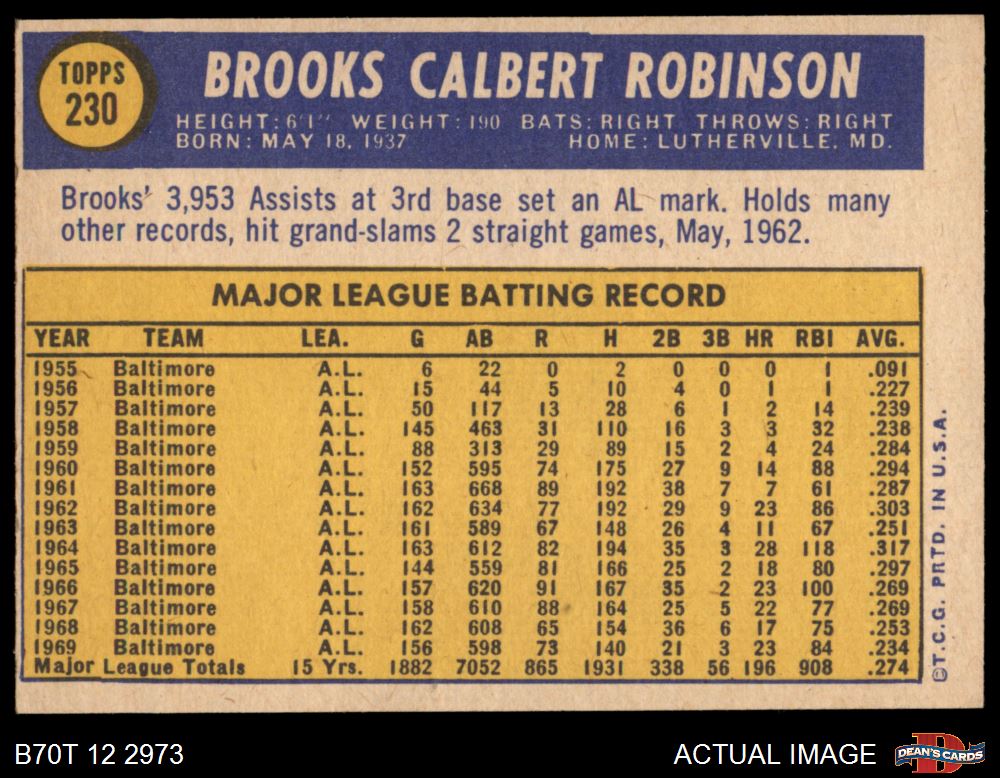 TOPPS
230
BROOKS CALBERT ROBINSON
HEIGHT: 6'1" WEIGHT: 190 BATS: RIGHT THROWS: RIGHT
BORN: MAY 18, 1937 HOME: LUTHERVILLE, MD.
Brooks' 3,953 Assists at 3rd base set an AL mark. Holds many
other records, hit grand-slams 2 straight games, May, 1962.
MAJOR LEAGUE BATTING RECORD
YEAR TEAM LEA. G AB R H 2B 3B HR RBI AVG.
1955 Baltimore A.L. 6 22 0 2 0 0 0 1 .091
1956 Baltimore A.L. 15 44 5 10 4 0 1 1 .227
1957 Baltimore A.L. 50 117 13 28 6 1 2 14 .239
1958 Baltimore A.L. 145 463 31 110 16 3 3 32 .238
1959 Baltimore A.L. 88 313 29 89 15 2 4 24 .284
1960 Baltimore A.L. 152 595 74 175 27 9 14 88 .294
1961 Baltimore A.L. 163 668 89 192 38 7 7 61 .287
1962 Baltimore A.L. 162 634 77 192 29 9 23 86 .303
1963 Baltimore A.L. 161 589 67 148 26 4 11 67 .251
1964 Baltimore A.L. 163 612 82 194 35 3 28 118 .317
1965 Baltimore A.L. 144 559 81 166 25 2 18 80 .297
1966 Baltimore A.L. 157 620 91 167 35 2 23 100 .269
1967 Baltimore A.L. 158 610 88 164 25 5 22 77 .269
1968 Baltimore A.L. 162 608 65 154 36 6 17 75 .253
1969 Baltimore A.L. 156 598 73 140 21 3 23 84 .234
Major League Totals 15 Yrs. 1882 7052 865 1931 338 56 196 908 .274
©T.C.G. PRTD. IN U.S.A.
B70T 12 2973
ACTUAL IMAGE
DEAN'S CARDS